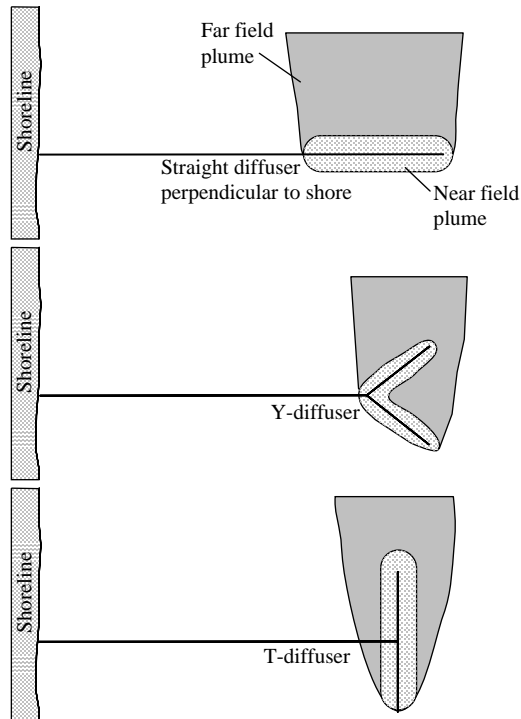 Shoreline
Far field
plume
Straight diffuser
perpendicular to shore
Near field
plume
Shoreline
Y-diffuser
Shoreline
T-diffuser